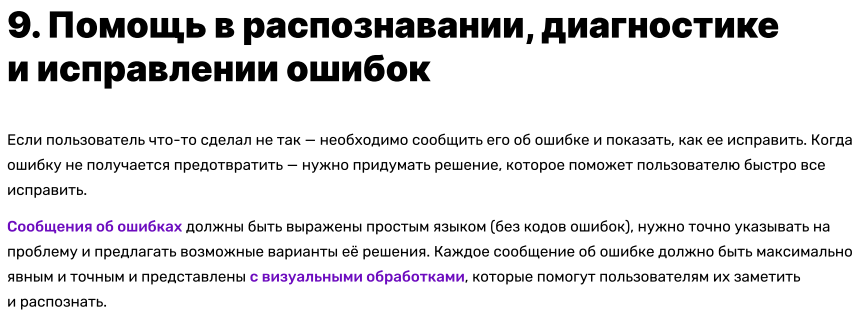 9. Помощь в распознавании, диагностике
и исправлении ошибок
Если пользователь что-то сделал не так — необходимо сообщить его об ошибке и показать, как ее исправить. Когда
ошибку не получается предотвратить — нужно придумать решение, которое поможет пользователю быстро все
исправить.
Сообщения об ошибках должны быть выражены простым языком (без кодов ошибок), нужно точно указывать на
проблему и предлагать возможные варианты её решения. Каждое сообщение об ошибке должно быть максимально
явным и точным и представлены с визуальными обработками, которые помогут пользователям их заметить
и распознать.